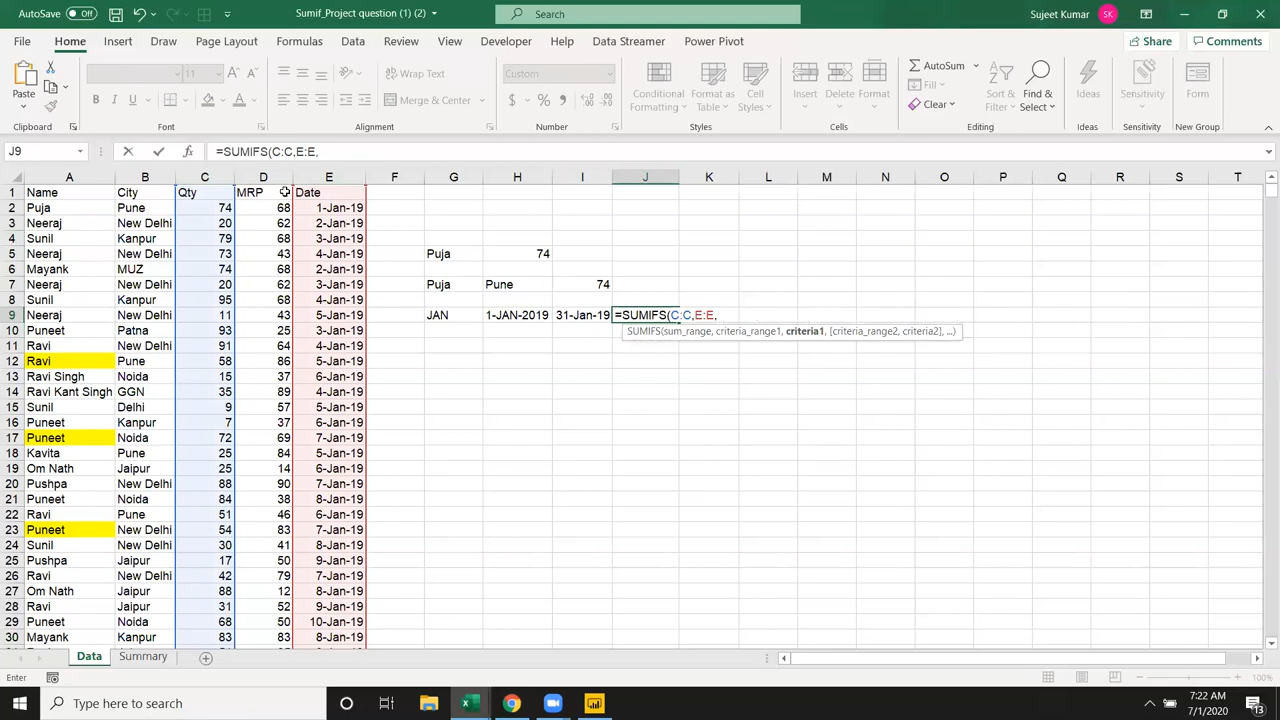 AutoSave Off Sumif_Project question (1) (2) Search Sujeet Kumar SK
File Home Insert Draw Page Layout Formulas Data Review View Developer Help Data Streamer Power Pivot Share Comments
Paste Clipboard
11 B I U Font
Wrap Text Merge & Center Alignment
Custom $ % Number
Conditional Formatting Format as Table Cell Styles Styles
Insert Delete Format Cells
AutoSum Fill Clear Sort & Filter Find & Select Editing
Ideas Ideas
Sensitivity Sensitivity
Form New Group
J9 fx =SUMIFS(C:C,E:E,
A B C D E F G H I J K L M N O P Q R S T
1 Name City Qty MRP Date
2 Puja Pune 74 68 1-Jan-19
3 Neeraj New Delhi 20 62 2-Jan-19
4 Sunil Kanpur 79 68 3-Jan-19
5 Neeraj New Delhi 73 43 4-Jan-19 Puja 74
6 Mayank MUZ 74 68 2-Jan-19
7 Neeraj New Delhi 20 62 3-Jan-19 Puja Pune 74
8 Sunil Kanpur 95 68 4-Jan-19
9 Neeraj New Delhi 11 43 5-Jan-19 JAN 1-JAN-2019 31-Jan-19 =SUMIFS(C:C,E:E,
SUMIFS(sum_range, criteria_range1, criteria1, [criteria_range2, criteria2], ...)
10 Puneet Patna 93 25 3-Jan-19
11 Ravi New Delhi 91 64 4-Jan-19
12 Ravi Pune 58 86 5-Jan-19
13 Ravi Singh Noida 15 37 6-Jan-19
14 Ravi Kant Singh GGN 35 89 4-Jan-19
15 Sunil Delhi 9 57 5-Jan-19
16 Puneet Kanpur 7 37 6-Jan-19
17 Puneet Noida 72 69 7-Jan-19
18 Kavita Pune 25 84 5-Jan-19
19 Om Nath Jaipur 25 14 6-Jan-19
20 Pushpa Jaipur 88 90 7-Jan-19
21 Puneet Noida 84 38 8-Jan-19
22 Ravi Pune 51 46 6-Jan-19
23 Puneet New Delhi 54 83 7-Jan-19
24 Sunil New Delhi 30 41 8-Jan-19
25 Pushpa Jaipur 17 50 9-Jan-19
26 Ravi New Delhi 42 79 7-Jan-19
27 Om Nath Jaipur 88 12 8-Jan-19
28 Ravi Jaipur 31 52 9-Jan-19
29 Puneet Noida 68 50 10-Jan-19
30 Mayank Kanpur 83 83 8-Jan-19
Data Summary
Enter 100%
Type here to search 7:22 AM
7/1/2020 13